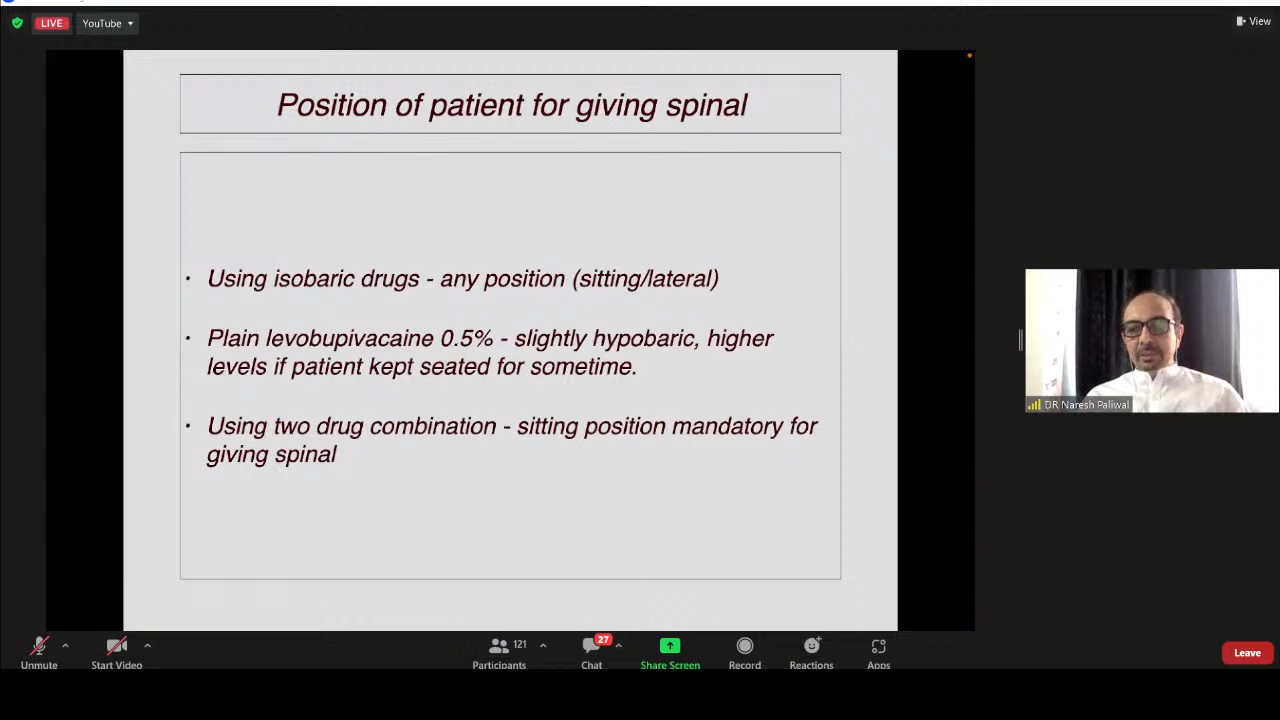 LIVE
YouTube
View
Position of patient for giving spinal
• Using isobaric drugs - any position (sitting/lateral)
• Plain levobupivacaine 0.5% - slightly hypobaric, higher
levels if patient kept seated for sometime.
• Using two drug combination - sitting position mandatory for
giving spinal
DR Naresh Paliwal
Unmute
Start Video
121
Participants
27
Chat
Share Screen
Record
Reactions
Apps
Leave